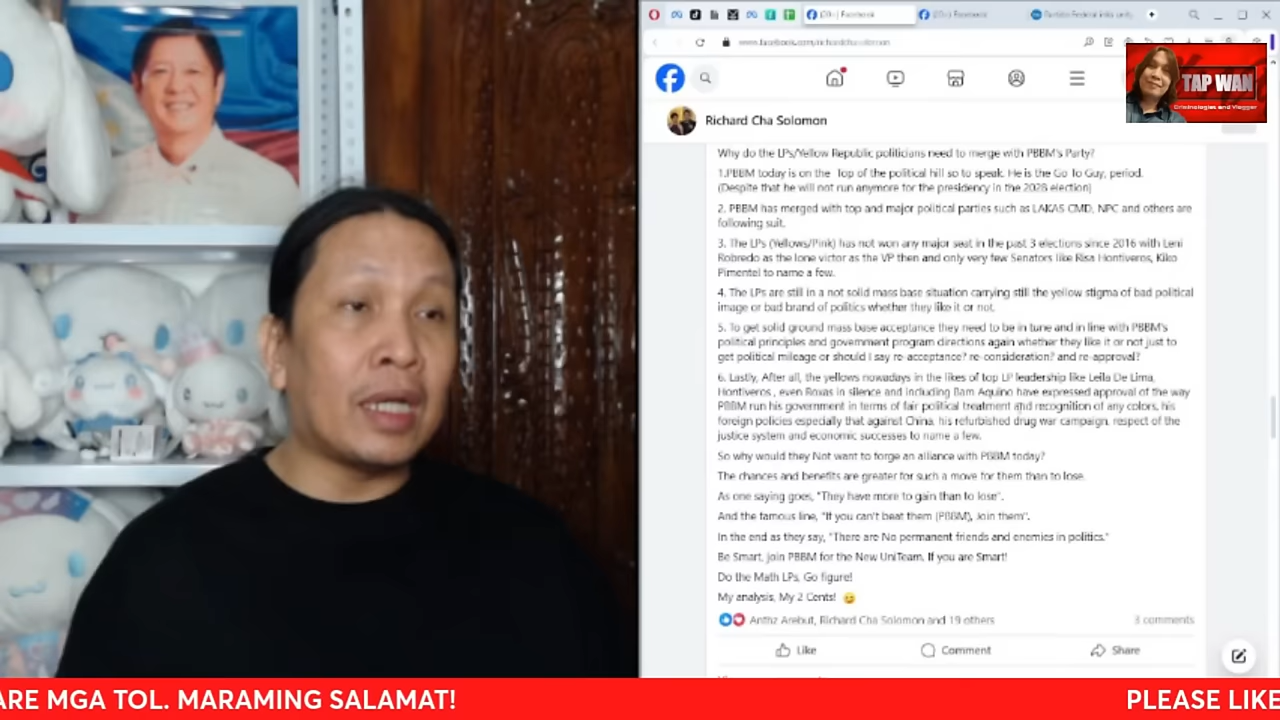 (20+) Facebook
(20+) Facebook
Partido Federal inks unity
www.facebook.com/richardcha.solomon
TAP WAN
Criminologist and Vlogger
Richard Cha Solomon
Why do the LPs/Yellow Republic politicians need to merge with PBBM's Party?
1.PBBM today is on the Top of the political hill so to speak. He is the Go To Guy, period.
(Despite that he will not run anymore for the presidency in the 2028 election)
2. PBBM has merged with top and major political parties such as LAKAS CMD, NPC and others are
following suit.
3. The LPs (Yellows/Pink) has not won any major seat in the past 3 elections since 2016 with Leni
Robredo as the lone victor as the VP then and only very few Senators like Risa Hontiveros, Kiko
Pimentel to name a few.
4. The LPs are still in a not solid mass base situation carrying still the yellow stigma of bad political
image or bad brand of politics whether they like it or not.
5. To get solid ground mass base acceptance they need to be in tune and in line with PBBM's
political principles and government program directions again whether they like it or not just to
get political mileage or should I say re-acceptance? re-consideration? and re-approval?
6. Lastly, After all, the yellows nowadays in the likes of top LP leadership like Leila De Lima,
Hontiveros , even Roxas in silence and including Bam Aquino have expressed approval of the way
PBBM run his government in terms of fair political treatment and recognition of any colors, his
foreign policies especially that against China, his refurbished drug war campaign, respect of the
justice system and economic successes to name a few.
So why would they Not want to forge an alliance with PBBM today?
The chances and benefits are greater for such a move for them than to lose.
As one saying goes, "They have more to gain than to lose".
And the famous line, "If you can't beat them (PBBM), Join them".
In the end as they say, "There are No permanent friends and enemies in politics."
Be Smart, join PBBM for the New UniTeam. If you are Smart!
Do the Math LPs, Go figure!
My analysis, My 2 Cents! 😉
Anthz Arebut, Richard Cha Solomon and 19 others
3 comments
Like
Comment
Share
ARE MGA TOL. MARAMING SALAMAT!
PLEASE LIKE